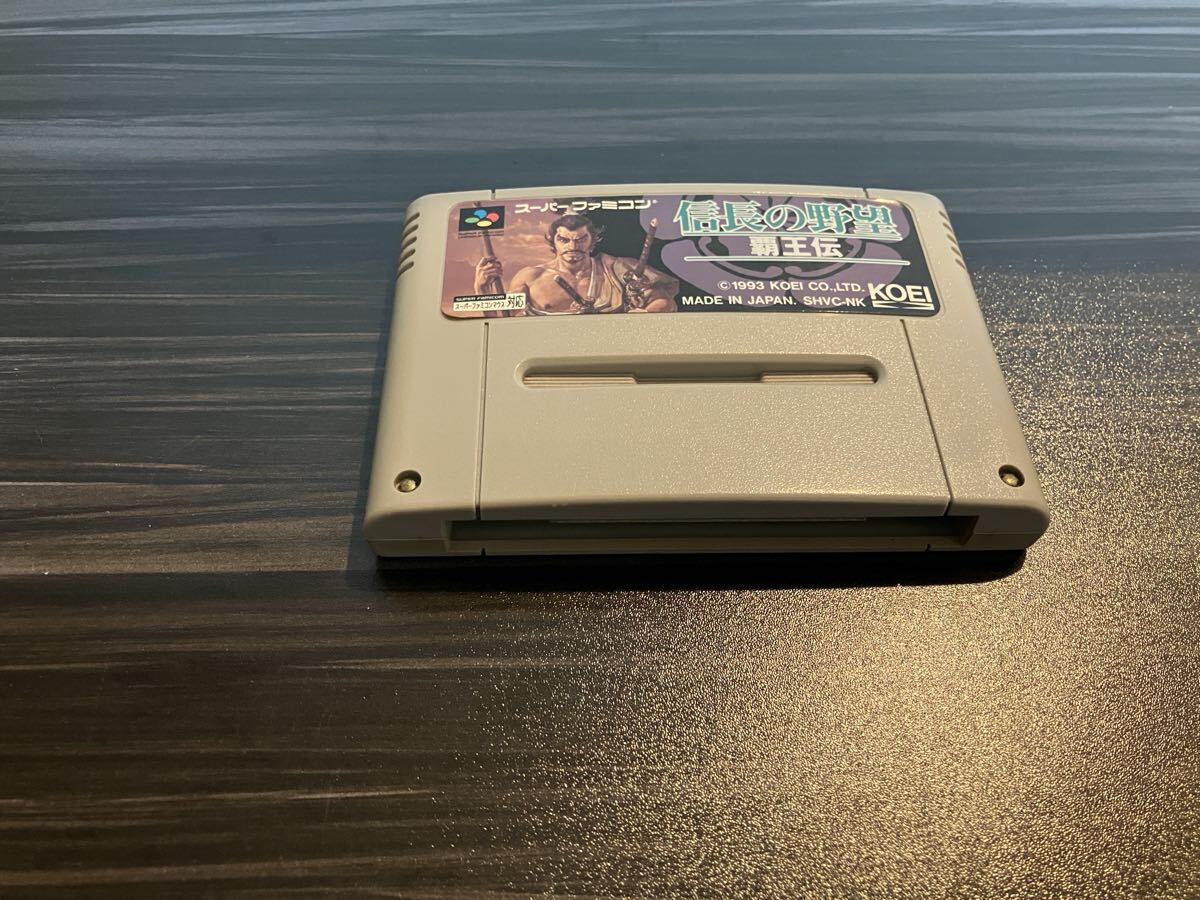 スーパーファミコン®
信長の野望
覇王伝
©1993 KOEI CO.,LTD.
MADE IN JAPAN. SHVC-NK
KOEI
SUPER FAMICOM
スーパーファミコンマウス対応